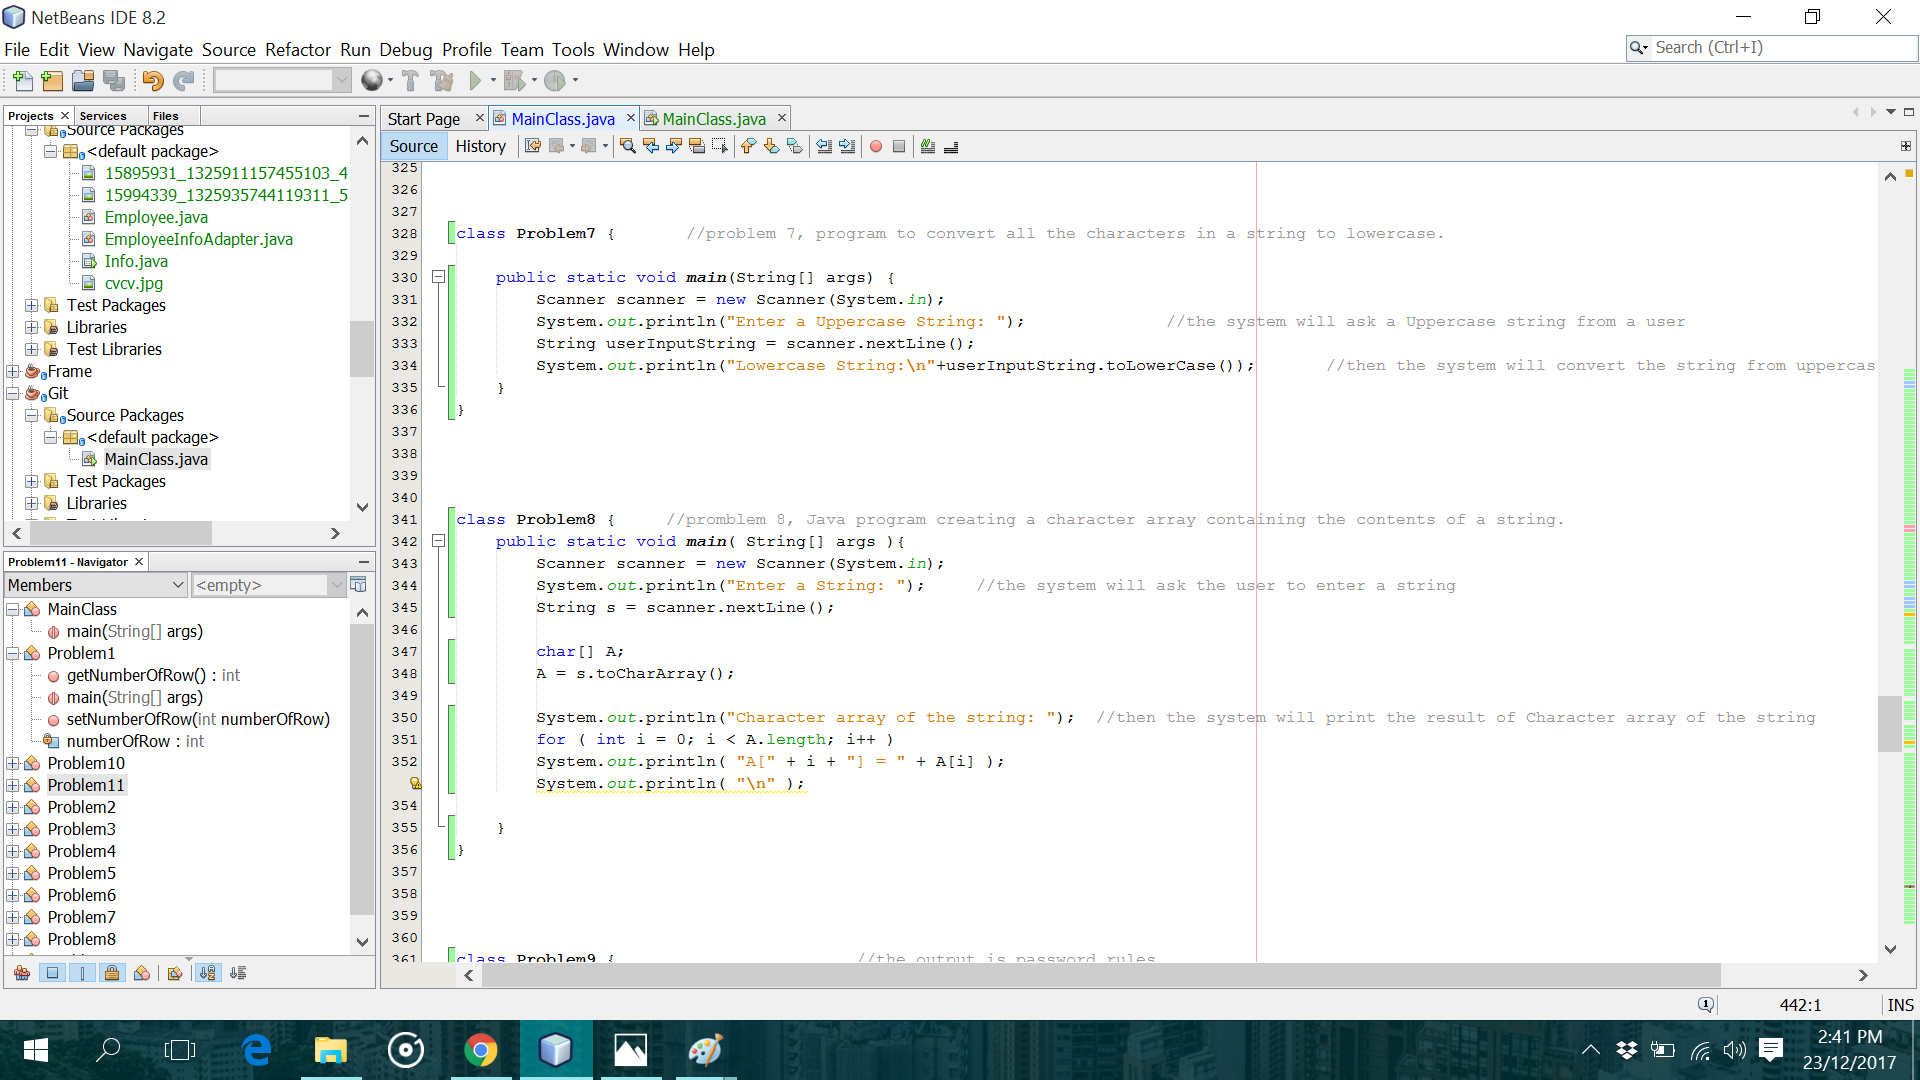 NetBeans IDE 8.2
File Edit View Navigate Source Refactor Run Debug Profile Team Tools Window Help
Search (Ctrl+I)
Projects Services Files
Source Packages
<default package>
15895931_1325911157455103_4
15994339_1325935744119311_5
Employee.java
EmployeeInfoAdapter.java
Info.java
cvcv.jpg
Test Packages
Libraries
Test Libraries
Frame
Git
Source Packages
<default package>
MainClass.java
Test Packages
Libraries
Problem11 - Navigator
Members
<empty>
MainClass
main(String[] args)
Problem1
getNumberOfRow() : int
main(String[] args)
setNumberOfRow(int numberOfRow)
numberOfRow : int
Problem10
Problem11
Problem2
Problem3
Problem4
Problem5
Problem6
Problem7
Problem8
Start Page MainClass.java MainClass.java
Source History
325
326
327
328 class Problem7 { //problem 7, program to convert all the characters in a string to lowercase.
329
330 public static void main(String[] args) {
331 Scanner scanner = new Scanner(System.in);
332 System.out.println("Enter a Uppercase String: "); //the system will ask a Uppercase string from a user
333 String userInputString = scanner.nextLine();
334 System.out.println("Lowercase String:\n"+userInputString.toLowerCase()); //then the system will convert the string from uppercas
335 }
336 }
337
338
339
340
341 class Problem8 { //promblem 8, Java program creating a character array containing the contents of a string.
342 public static void main( String[] args ){
343 Scanner scanner = new Scanner(System.in);
344 System.out.println("Enter a String: "); //the system will ask the user to enter a string
345 String s = scanner.nextLine();
346
347 char[] A;
348 A = s.toCharArray();
349
350 System.out.println("Character array of the string: "); //then the system will print the result of Character array of the string
351 for ( int i = 0; i < A.length; i++ )
352 System.out.println( "A[" + i + "] = " + A[i] );
System.out.println( "\n" );
354
355 }
356 }
357
358
359
360
361 class Problem9 { //the output is password rules
442:1 INS
2:41 PM
23/12/2017